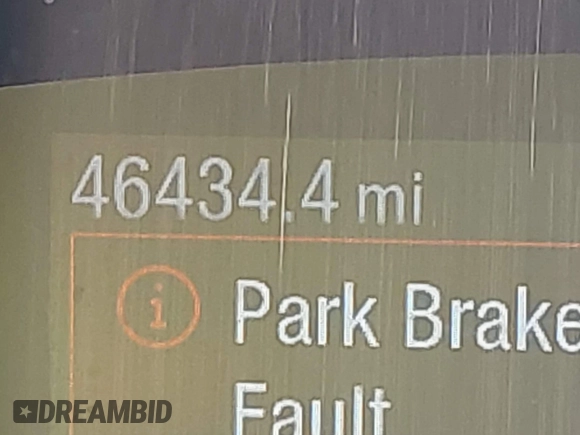 46434.4 mi
i Park Brake
Fault
DREAMBID